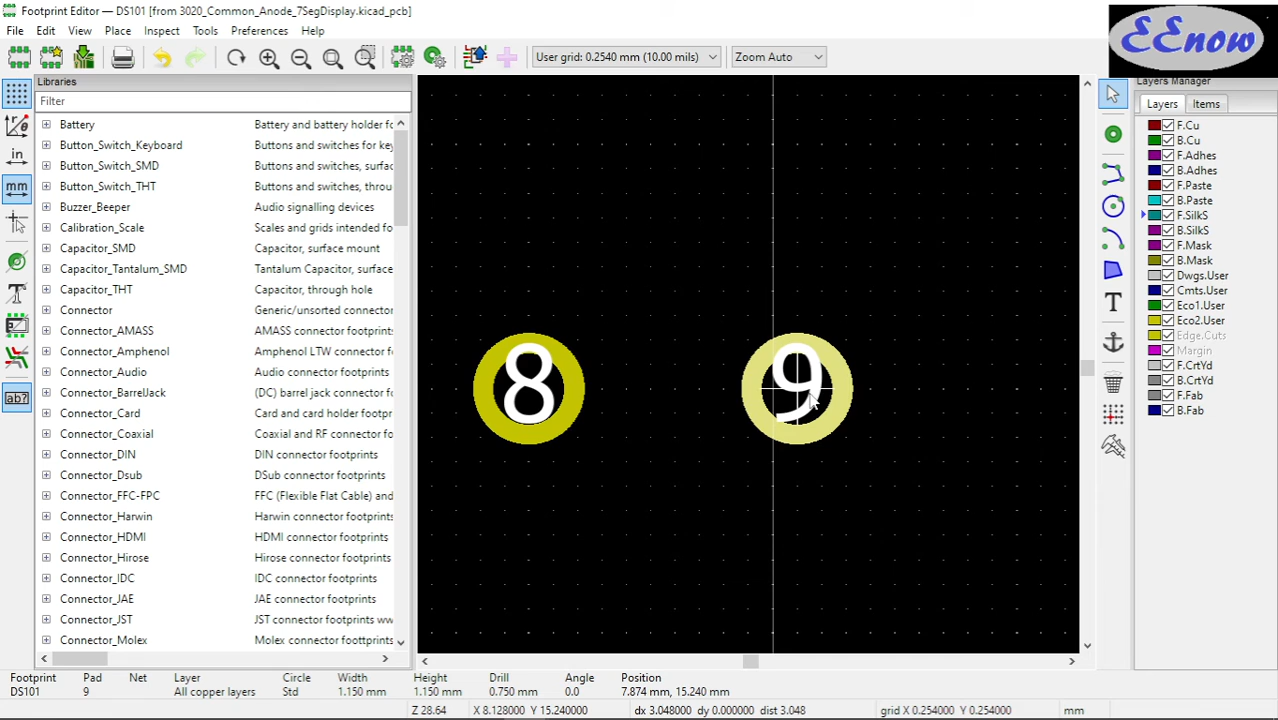 Footprint Editor — DS101 [from 3020_Common_Anode_7SegDisplay.kicad_pcb]
File Edit View Place Inspect Tools Preferences Help
User grid: 0.2540 mm (10.00 mils) Zoom Auto
EEnow
Libraries
Filter
Battery Battery and battery holder fo
Button_Switch_Keyboard Buttons and switches for key
Button_Switch_SMD Buttons and switches, surfac
Button_Switch_THT Buttons and switches, throu
Buzzer_Beeper Audio signalling devices
Calibration_Scale Scales and grids intended fo
Capacitor_SMD Capacitor, surface mount
Capacitor_Tantalum_SMD Tantalum Capacitor, surface
Capacitor_THT Capacitor, through hole
Connector Generic/unsorted connector
Connector_AMASS AMASS connector footprints
Connector_Amphenol Amphenol LTW connector fo
Connector_Audio Audio connector footprints
Connector_BarrelJack (DC) barrel jack connector fo
Connector_Card Card and card holder footpr
Connector_Coaxial Coaxial and RF connector fo
Connector_DIN DIN connector footprints
Connector_Dsub DSub connector footprints
Connector_FFC-FPC FFC (Flexible Flat Cable) and
Connector_Harwin Harwin connector footprints
Connector_HDMI HDMI connector footprints
Connector_Hirose Hirose connector footprints
Connector_IDC IDC connector footprints
Connector_JAE JAE connector footprints
Connector_JST JST connector footprints ww
Connector_Molex Molex connector foottprints
in
mm
ab?
8
9
T
Layers Manager
Layers Items
F.Cu
B.Cu
F.Adhes
B.Adhes
F.Paste
B.Paste
F.SilkS
B.SilkS
F.Mask
B.Mask
Dwgs.User
Cmts.User
Eco1.User
Eco2.User
Edge.Cuts
Margin
F.CrtYd
B.CrtYd
F.Fab
B.Fab
Footprint Pad Net Layer Circle Width Height Drill Angle Position
DS101 9 All copper layers Std 1.150 mm 1.150 mm 0.750 mm 0.0 7.874 mm, 15.240 mm
Z 28.64 X 8.128000 Y 15.240000 dx 3.048000 dy 0.000000 dist 3.048 grid X 0.254000 Y 0.254000 mm